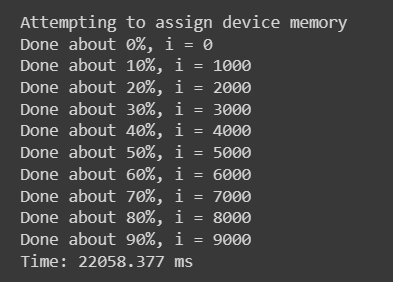 Attempting to assign device memory
Done about 0%, i = 0
Done about 10%, i = 1000
Done about 20%, i = 2000
Done about 30%, i = 3000
Done about 40%, i = 4000
Done about 50%, i = 5000
Done about 60%, i = 6000
Done about 70%, i = 7000
Done about 80%, i = 8000
Done about 90%, i = 9000
Time: 22058.377 ms